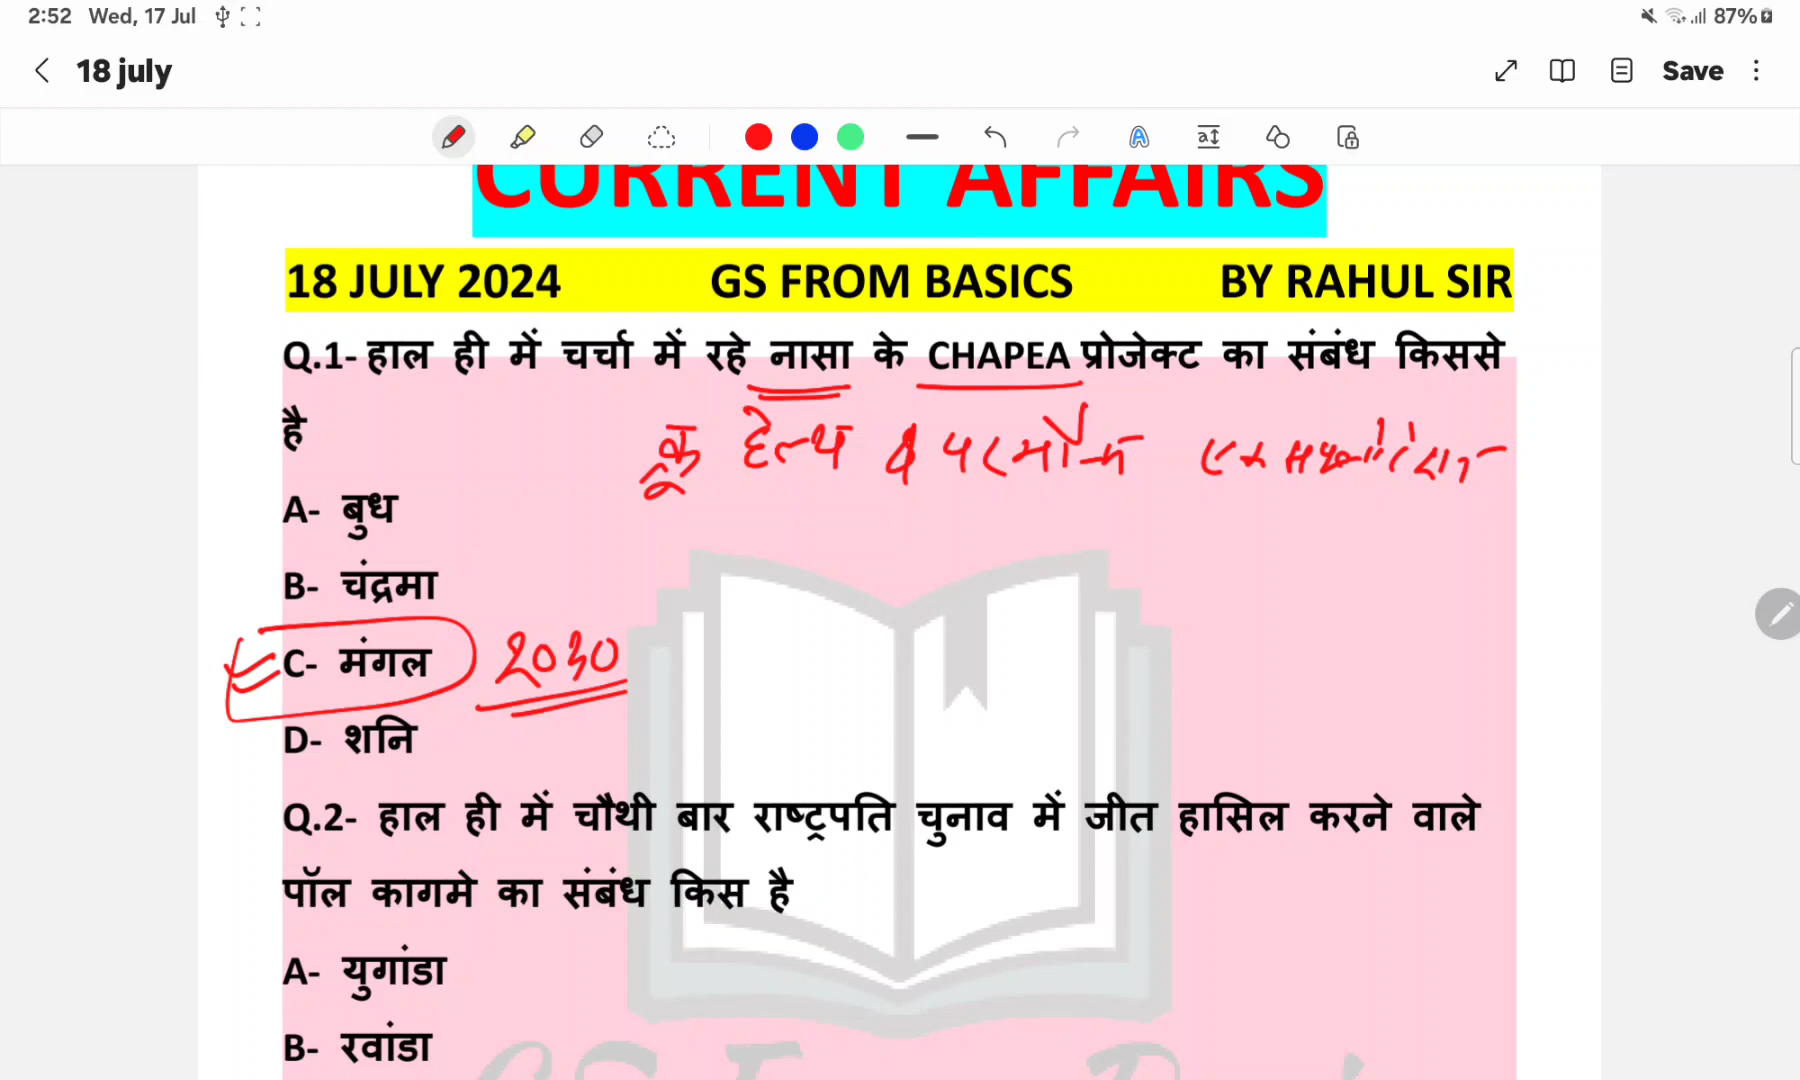 2:52 Wed, 17 Jul 87%
18 july Save
CURRENT AFFAIRS
18 JULY 2024 GS FROM BASICS BY RAHUL SIR
Q.1- हाल ही में चर्चा में रहे नासा के CHAPEA प्रोजेक्ट का संबंध किससे
है
क्रू हेल्थ
A- बुध
B- चंद्रमा
C- मंगल 2030
D- शनि
Q.2- हाल ही में चौथी बार राष्ट्रपति चुनाव में जीत हासिल करने वाले
पॉल कागमे का संबंध किस है
A- युगांडा
B- रवांडा